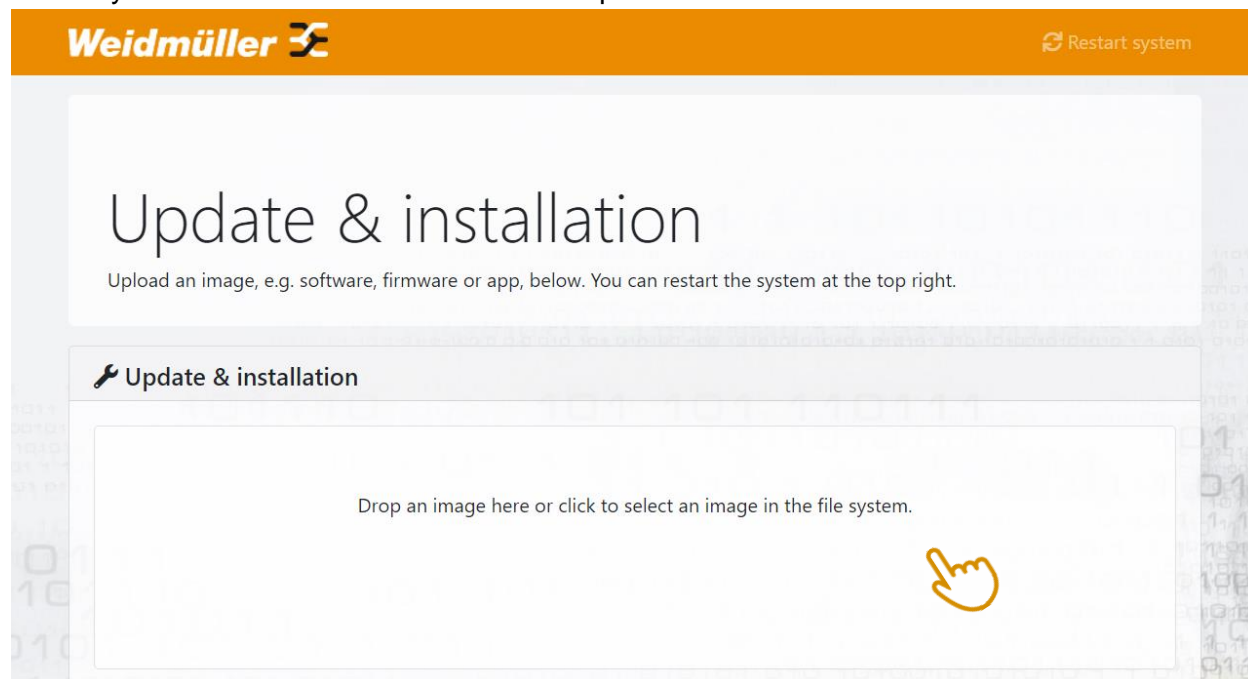 Weidmüller
Restart system
Update & installation
Upload an image, e.g. software, firmware or app, below. You can restart the system at the top right.
Update & installation
Drop an image here or click to select an image in the file system.